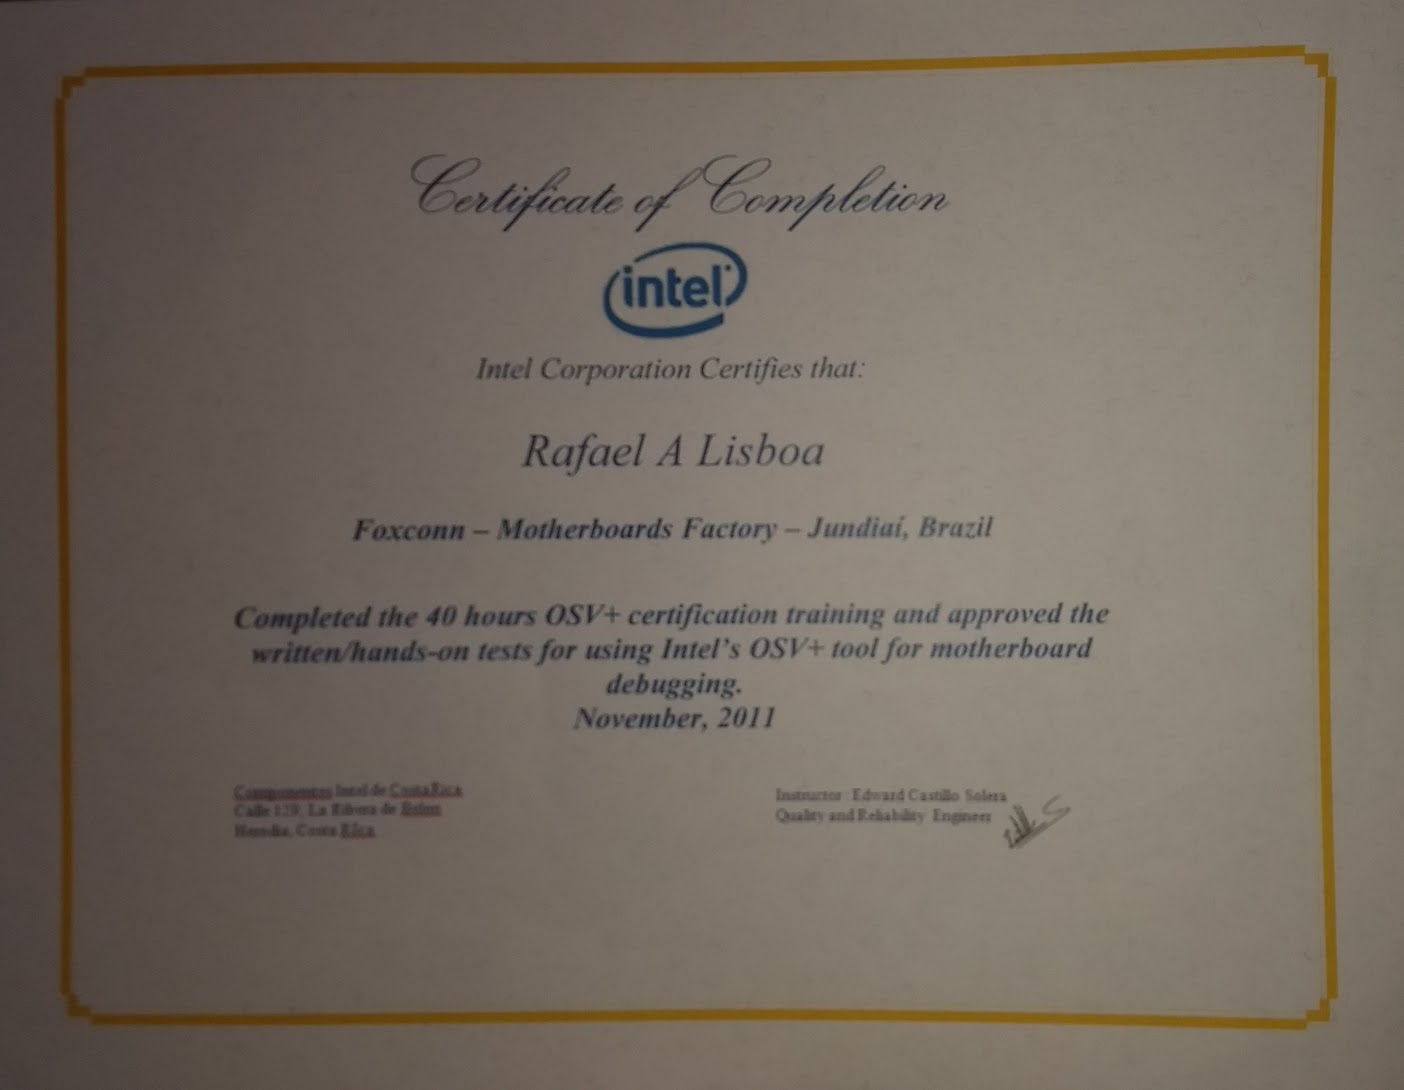 Certificate of Completion
intel
Intel Corporation Certifies that:
Rafael A Lisboa
Foxconn – Motherboards Factory – Jundiaí, Brazil
Completed the 40 hours OSV+ certification training and approved the
written/hands-on tests for using Intel's OSV+ tool for motherboard
debugging.
November, 2011
Componentes Intel de CostaRica
Calle 129, La Ribera de Belen
Heredia, Costa Rica
Instructor: Edward Castillo Solera
Quality and Reliability Engineer